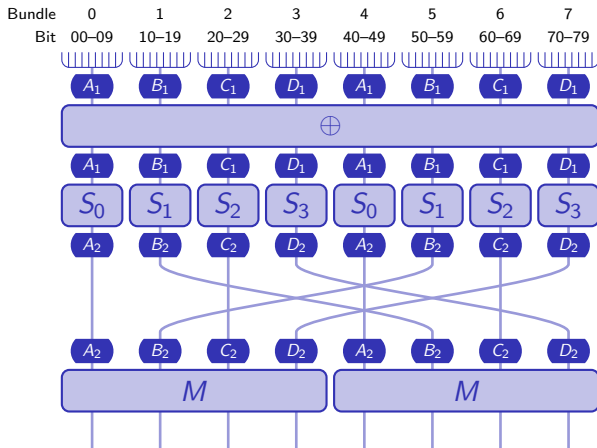 Bundle 0 1 2 3 4 5 6 7
Bit 00–09 10–19 20–29 30–39 40–49 50–59 60–69 70–79
A₁ B₁ C₁ D₁ A₁ B₁ C₁ D₁
⊕
A₁ B₁ C₁ D₁ A₁ B₁ C₁ D₁
S₀ S₁ S₂ S₃ S₀ S₁ S₂ S₃
A₂ B₂ C₂ D₂ A₂ B₂ C₂ D₂
A₂ B₂ C₂ D₂ A₂ B₂ C₂ D₂
M M